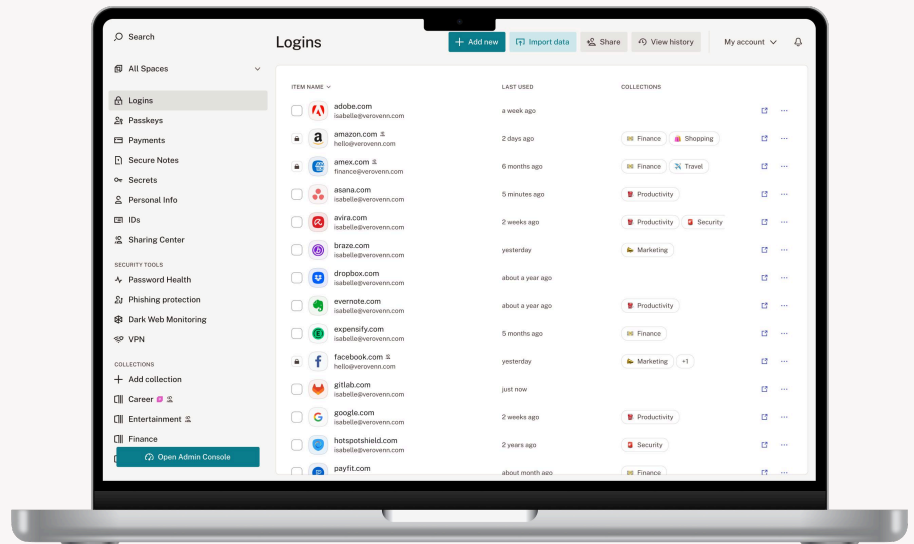 Search
All Spaces
Logins
Passkeys
Payments
Secure Notes
Secrets
Personal Info
IDs
Sharing Center
SECURITY TOOLS
Password Health
Phishing protection
Dark Web Monitoring
VPN
COLLECTIONS
Add collection
Career
Entertainment
Finance
Open Admin Console
Logins
Add new
Import data
Share
View history
My account
ITEM NAME
LAST USED
COLLECTIONS
adobe.com
isabelle@verovenn.com
a week ago
amazon.com
hello@verovenn.com
2 days ago
Finance
Shopping
amex.com
finance@verovenn.com
6 months ago
Finance
Travel
asana.com
isabelle@verovenn.com
5 minutes ago
Productivity
avira.com
isabelle@verovenn.com
2 weeks ago
Productivity
Security
braze.com
isabelle@verovenn.com
yesterday
Marketing
dropbox.com
isabelle@verovenn.com
about a year ago
evernote.com
isabelle@verovenn.com
about a year ago
Productivity
expensify.com
isabelle@verovenn.com
5 months ago
Finance
facebook.com
hello@verovenn.com
yesterday
Marketing
+1
gitlab.com
isabelle@verovenn.com
just now
google.com
isabelle@verovenn.com
2 weeks ago
Productivity
hotspotshield.com
isabelle@verovenn.com
2 years ago
Security
payfit.com
isabelle@verovenn.com
about month ago
Finance